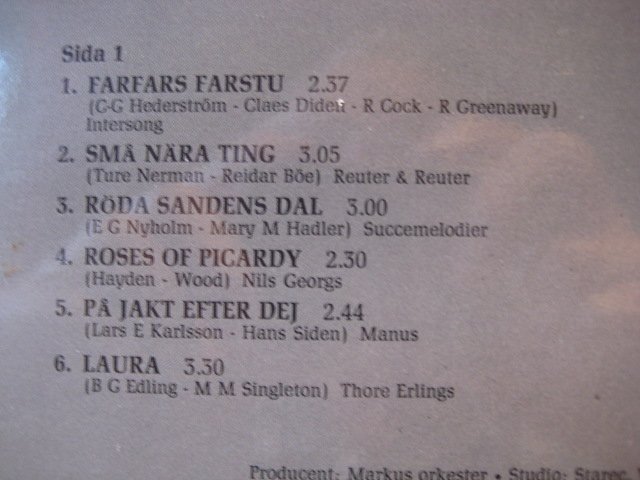 Sida 1
1. FARFARS FARSTU 2.37
(C-G Hederström - Claes Diden - R Cock - R Greenaway)
Intersong
2. SMÅ NÄRA TING 3.05
(Ture Nerman - Reidar Böe) Reuter & Reuter
3. RÖDA SANDENS DAL 3.00
(E G Nyholm - Mary M Hadler) Succemelodier
4. ROSES OF PICARDY 2.30
(Hayden - Wood) Nils Georgs
5. PÅ JAKT EFTER DEJ 2.44
(Lars E Karlsson - Hans Siden) Manus
6. LAURA 3.30
(B G Edling - M M Singleton) Thore Erlings
Producent: Markus orkester • Studio: Starec,